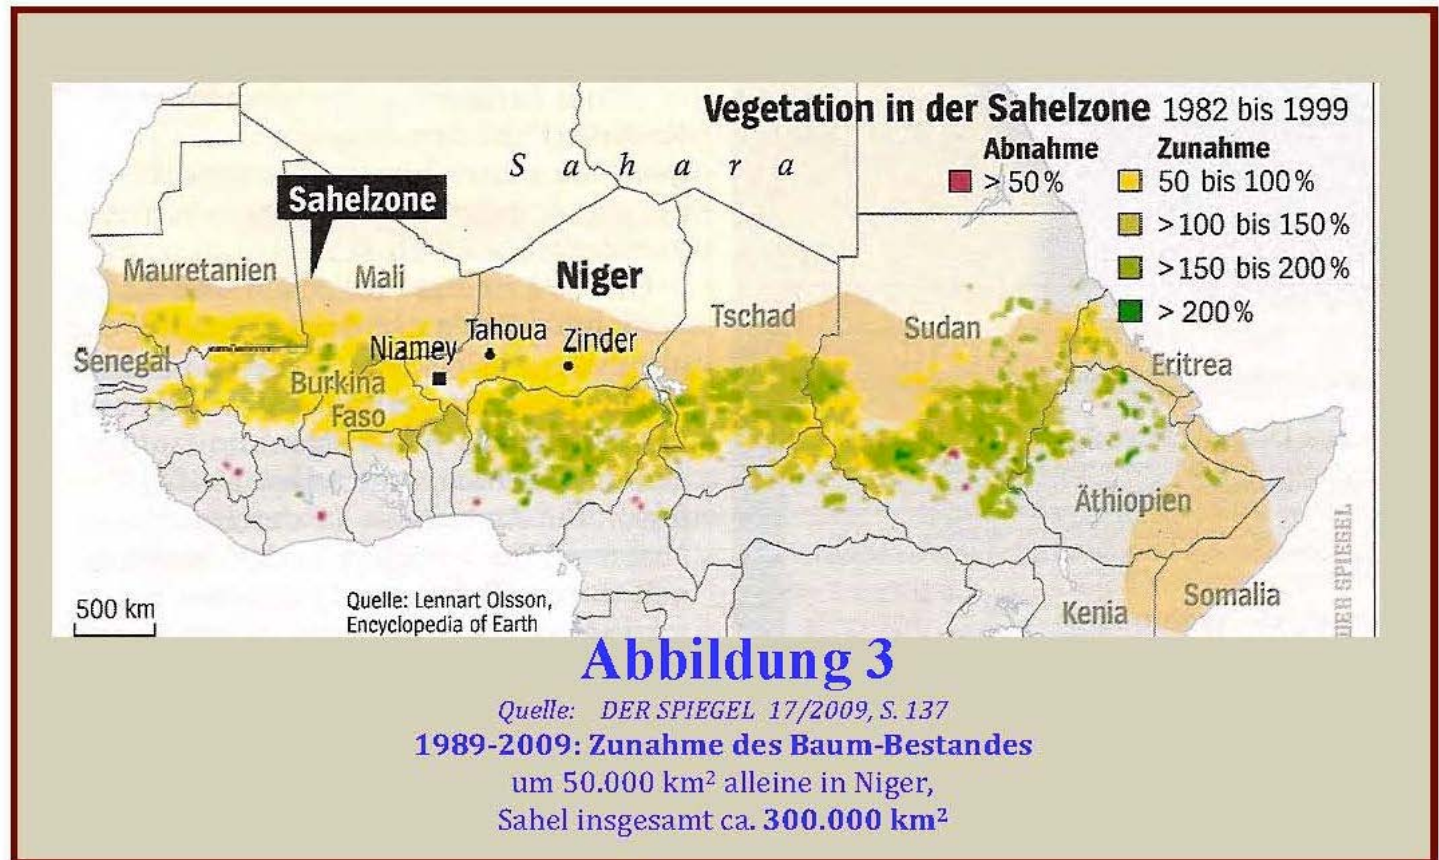 Vegetation in der Sahelzone 1982 bis 1999
Abnahme
> 50%
Zunahme
50 bis 100%
>100 bis 150%
>150 bis 200%
> 200%
Sahara
Sahelzone
Mauretanien
Mali
Niger
Tschad
Sudan
Eritrea
Senegal
Niamey
Tahoua
Zinder
Burkina
Faso
Äthiopien
Somalia
Kenia
500 km
Quelle: Lennart Olsson,
Encyclopedia of Earth
DER SPIEGEL
Abbildung 3
Quelle: DER SPIEGEL 17/2009, S. 137
1989-2009: Zunahme des Baum-Bestandes
um 50.000 km² alleine in Niger,
Sahel insgesamt ca. 300.000 km²